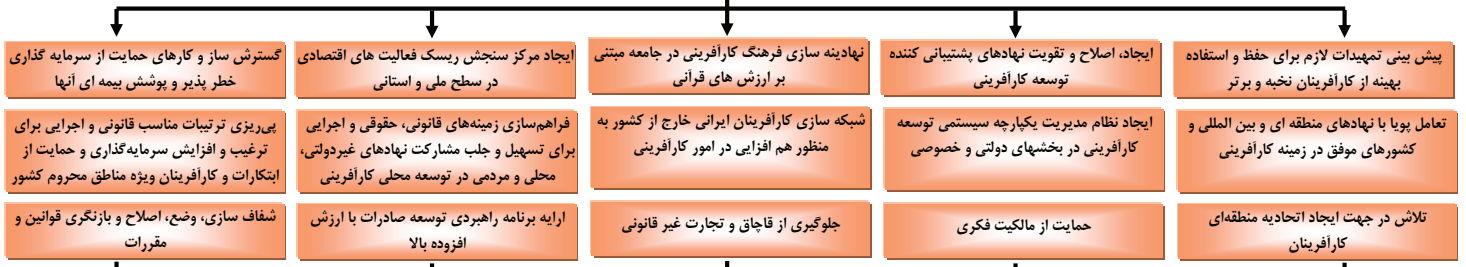 پیش بینی تمهیدات لازم برای حفظ و استفاده
بهینه از کارآفرینان نخبه و برتر
ایجاد، اصلاح و تقویت نهادهای پشتیبانی کننده
توسعه کارآفرینی
نهادینه سازی فرهنگ کارآفرینی در جامعه مبتنی
بر ارزش های قرآنی
ایجاد مرکز سنجش ریسک فعالیت های اقتصادی
در سطح ملی و استانی
گسترش ساز و کارهای حمایت از سرمایه گذاری
خطر پذیر و پوشش بیمه ای آنها
تعامل پویا با نهادهای منطقه ای و بین المللی و
کشورهای موفق در زمینه کارآفرینی
ایجاد نظام مدیریت یکپارچه سیستمی توسعه
کارآفرینی در بخشهای دولتی و خصوصی
شبکه سازی کارآفرینان ایرانی خارج از کشور به
منظور هم افزایی در امور کارآفرینی
فراهم‌سازی زمینه‌های قانونی، حقوقی و اجرایی
برای تسهیل و جلب مشارکت نهادهای غیردولتی،
محلی و مردمی در توسعه محلی کارآفرینی
پی‌ریزی ترتیبات مناسب قانونی و اجرایی برای
ترغیب و افزایش سرمایه‌گذاری و حمایت از
ابتکارات و کارآفرینان ویژه مناطق محروم کشور
تلاش در جهت ایجاد اتحادیه منطقه‌ای
کارآفرینان
حمایت از مالکیت فکری
جلوگیری از قاچاق و تجارت غیر قانونی
ارایه برنامه راهبردی توسعه صادرات با ارزش
افزوده بالا
شفاف سازی، وضع، اصلاح و بازنگری قوانین و
مقررات